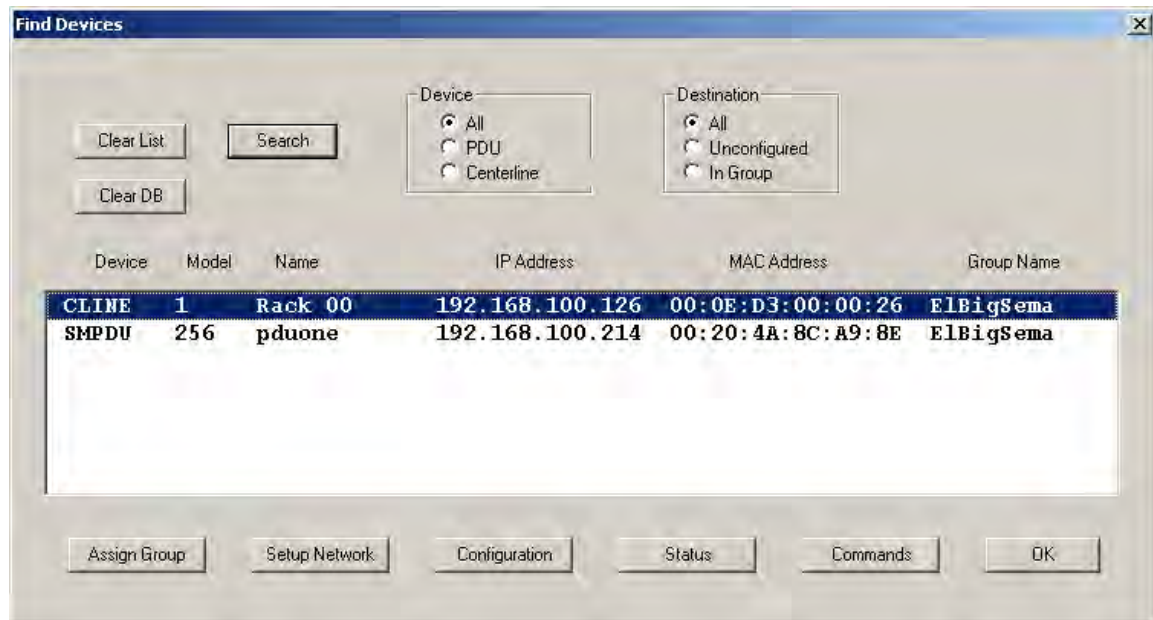 Find Devices
Device Destination
Clear List Search All All
PDU Unconfigured
Centerline In Group
Clear DB
Device Model Name IP Address MAC Address Group Name
CLINE 1 Rack 00 192.168.100.126 00:0E:D3:00:00:26 ElBigSema
SMPDU 256 pduone 192.168.100.214 00:20:4A:8C:A9:8E ElBigSema
Assign Group Setup Network Configuration Status Commands OK